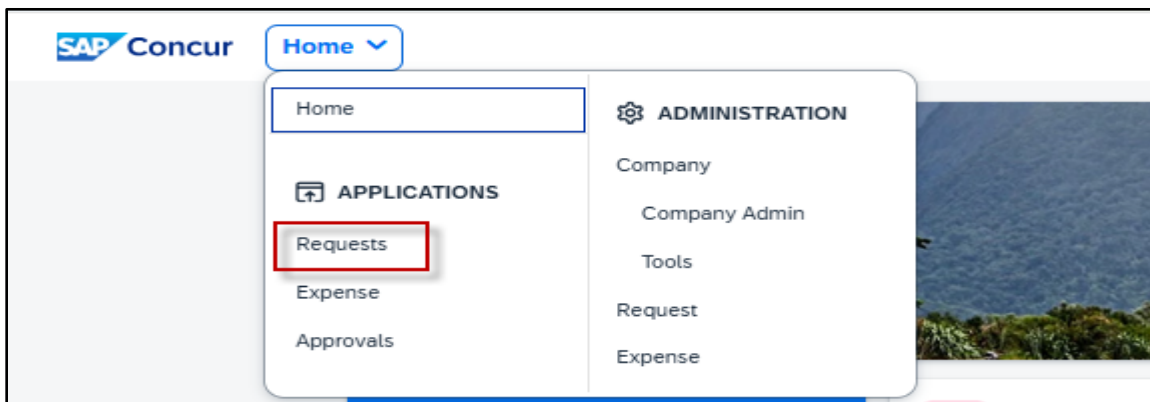 SAP Concur
Home
Home
APPLICATIONS
Requests
Expense
Approvals
ADMINISTRATION
Company
Company Admin
Tools
Request
Expense